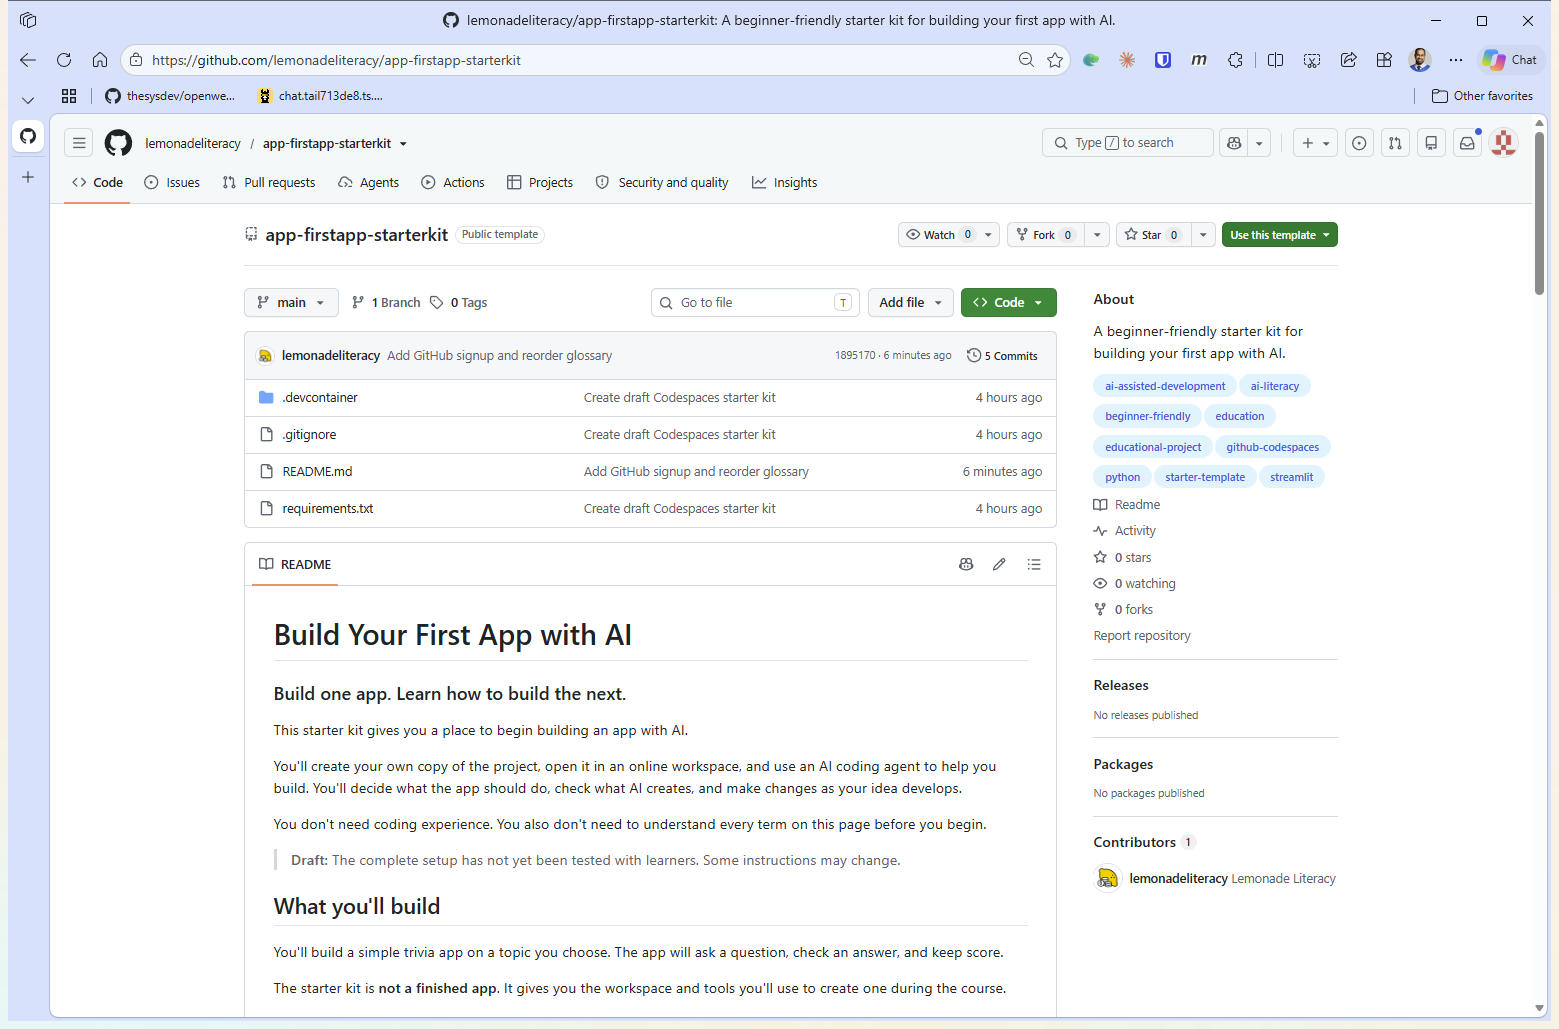 lemonadeliteracy/app-firstapp-starterkit: A beginner-friendly starter kit for building your first app with AI.
https://github.com/lemonadeliteracy/app-firstapp-starterkit
m
Chat
thesysdev/openwe...
chat.tail713de8.ts....
Other favorites
lemonadeliteracy / app-firstapp-starterkit
Type / to search
Code
Issues
Pull requests
Agents
Actions
Projects
Security and quality
Insights
app-firstapp-starterkit
Public template
Watch 0
Fork 0
Star 0
Use this template
main
1 Branch
0 Tags
Go to file
T
Add file
Code
lemonadeliteracy Add GitHub signup and reorder glossary
1895170 · 6 minutes ago
5 Commits
.devcontainer
Create draft Codespaces starter kit
4 hours ago
.gitignore
Create draft Codespaces starter kit
4 hours ago
README.md
Add GitHub signup and reorder glossary
6 minutes ago
requirements.txt
Create draft Codespaces starter kit
4 hours ago
README
Build Your First App with AI
Build one app. Learn how to build the next.
This starter kit gives you a place to begin building an app with AI.
You'll create your own copy of the project, open it in an online workspace, and use an AI coding agent to help you
build. You'll decide what the app should do, check what AI creates, and make changes as your idea develops.
You don't need coding experience. You also don't need to understand every term on this page before you begin.
Draft: The complete setup has not yet been tested with learners. Some instructions may change.
What you'll build
You'll build a simple trivia app on a topic you choose. The app will ask a question, check an answer, and keep score.
The starter kit is not a finished app. It gives you the workspace and tools you'll use to create one during the course.
About
A beginner-friendly starter kit for
building your first app with AI.
ai-assisted-development
ai-literacy
beginner-friendly
education
educational-project
github-codespaces
python
starter-template
streamlit
Readme
Activity
0 stars
0 watching
0 forks
Report repository
Releases
No releases published
Packages
No packages published
Contributors 1
lemonadeliteracy Lemonade Literacy